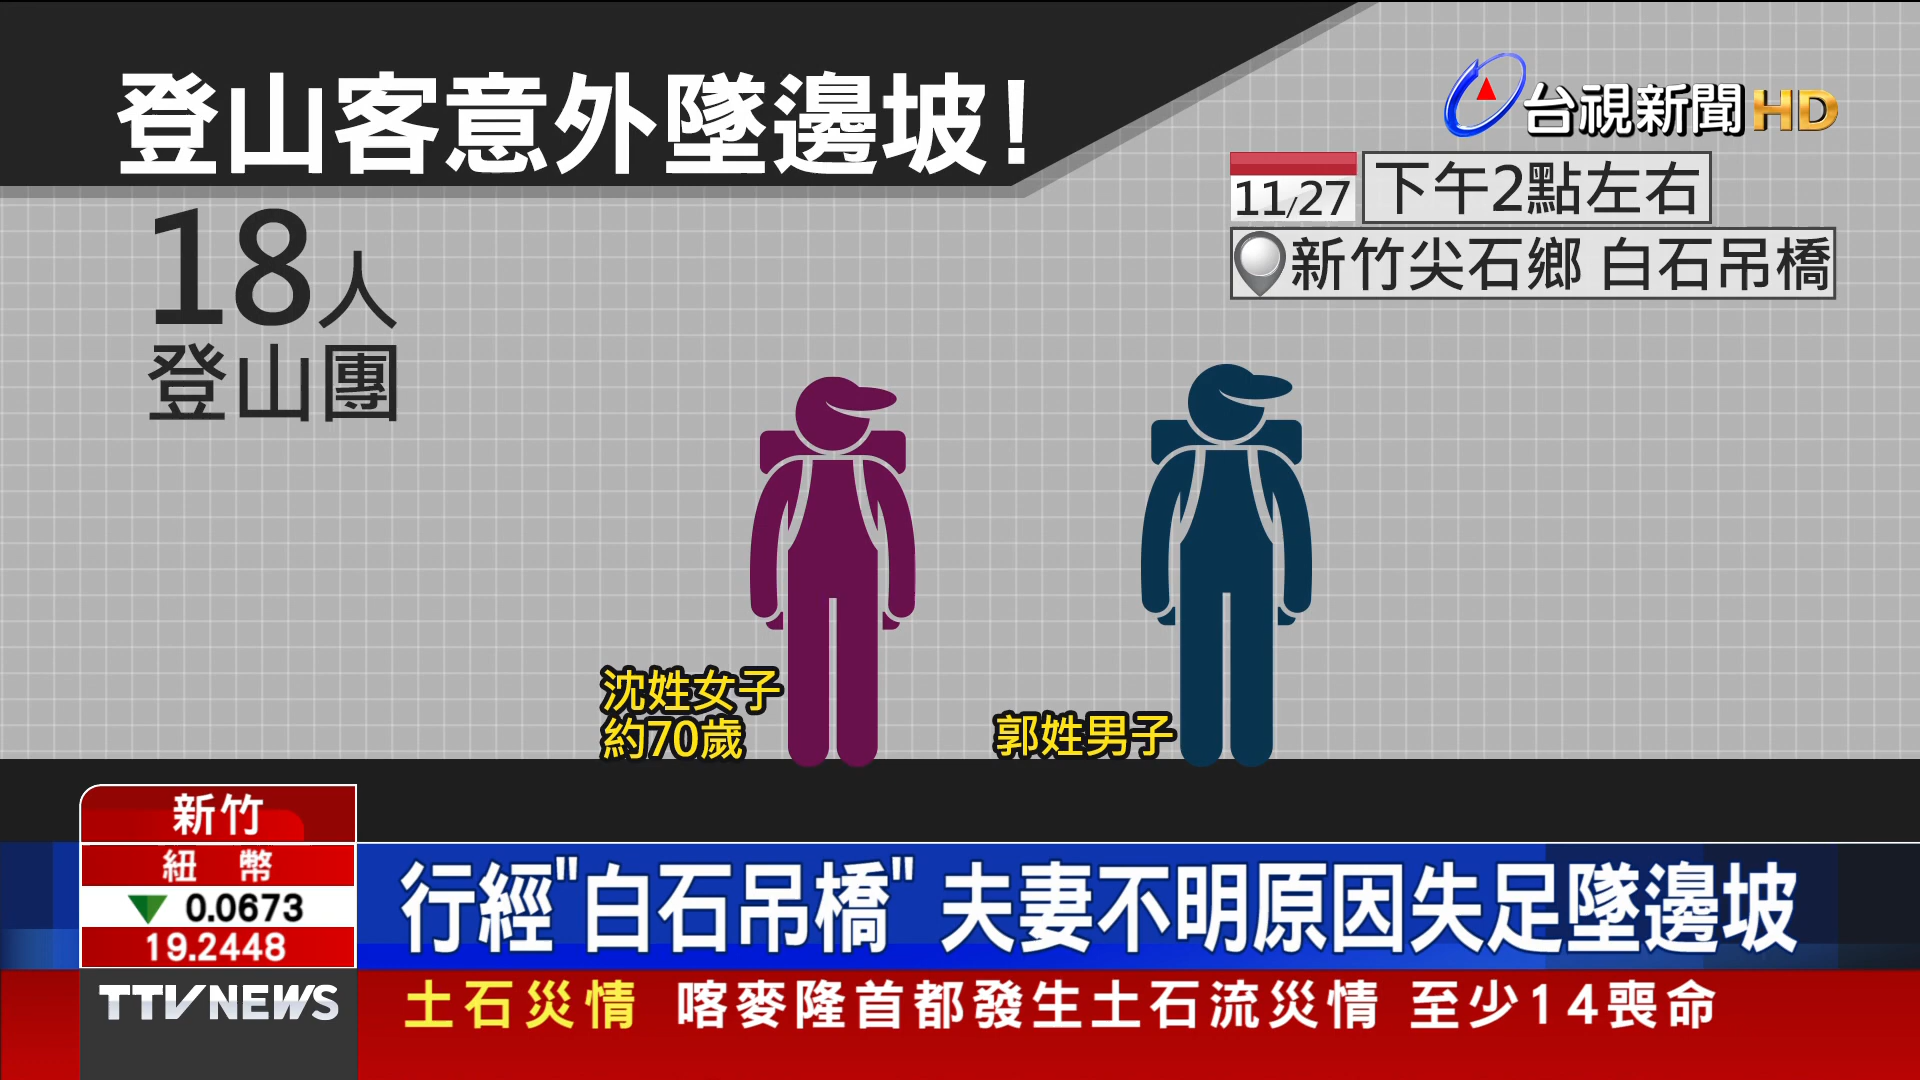 登山客意外墜邊坡!
台視新聞HD
11/27 下午2點左右
新竹尖石鄉 白石吊橋
18人
登山團
沈姓女子
約70歲
郭姓男子
新竹
紐 幣
0.0673
19.2448
行經"白石吊橋" 夫妻不明原因失足墜邊坡
TTV NEWS
土石災情 喀麥隆首都發生土石流災情 至少14喪命